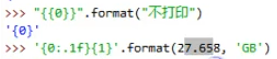 >>> "{{0}}".format("不打印")
'{0}'
>>> '{0:.1f}{1}'.format(27.658, 'GB')